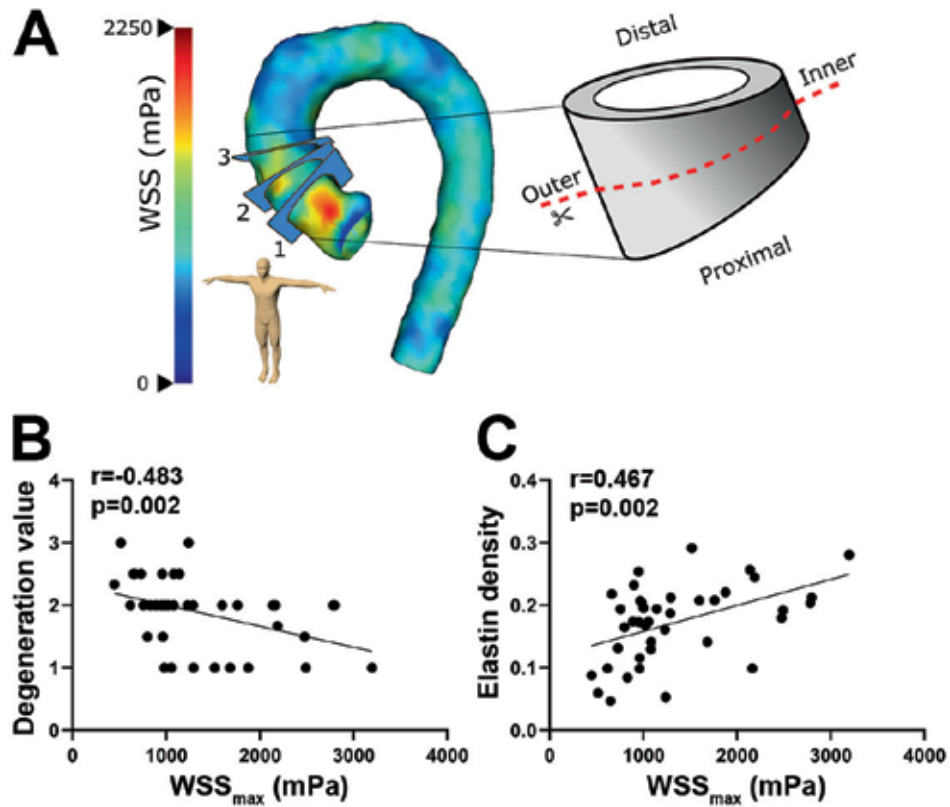 A
2250
WSS (mPa)
0
3
2
1
Distal
Inner
Outer
Proximal
B
r=-0.483
p=0.002
Degeneration value
4
3
2
1
0
0
1000
2000
3000
4000
WSSmax (mPa)
C
r=0.467
p=0.002
Elastin density
0.4
0.3
0.2
0.1
0.0
0
1000
2000
3000
4000
WSSmax (mPa)